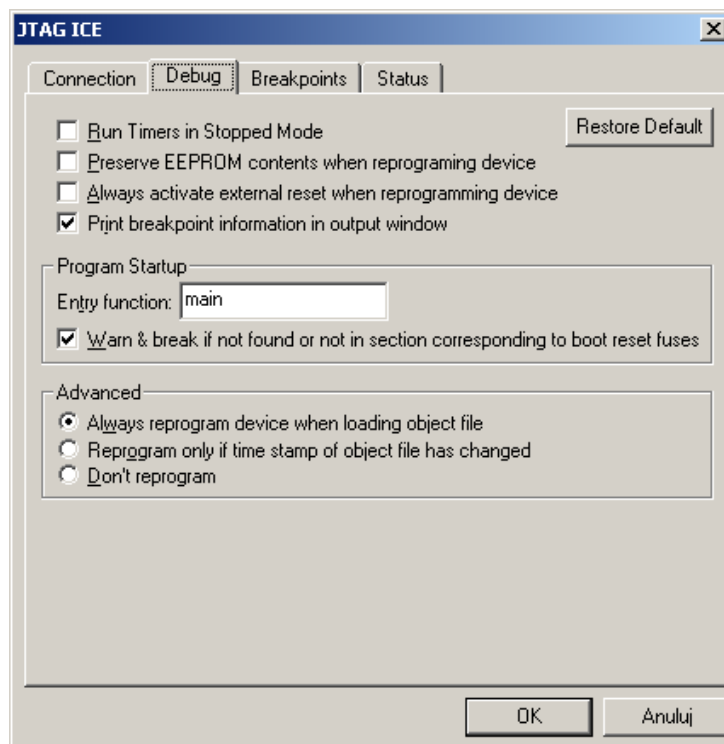 JTAG ICE
Connection Debug Breakpoints Status
Run Timers in Stopped Mode Restore Default
Preserve EEPROM contents when reprograming device
Always activate external reset when reprogramming device
Print breakpoint information in output window
Program Startup
Entry function: main
Warn & break if not found or not in section corresponding to boot reset fuses
Advanced
Always reprogram device when loading object file
Reprogram only if time stamp of object file has changed
Don't reprogram
OK Anuluj